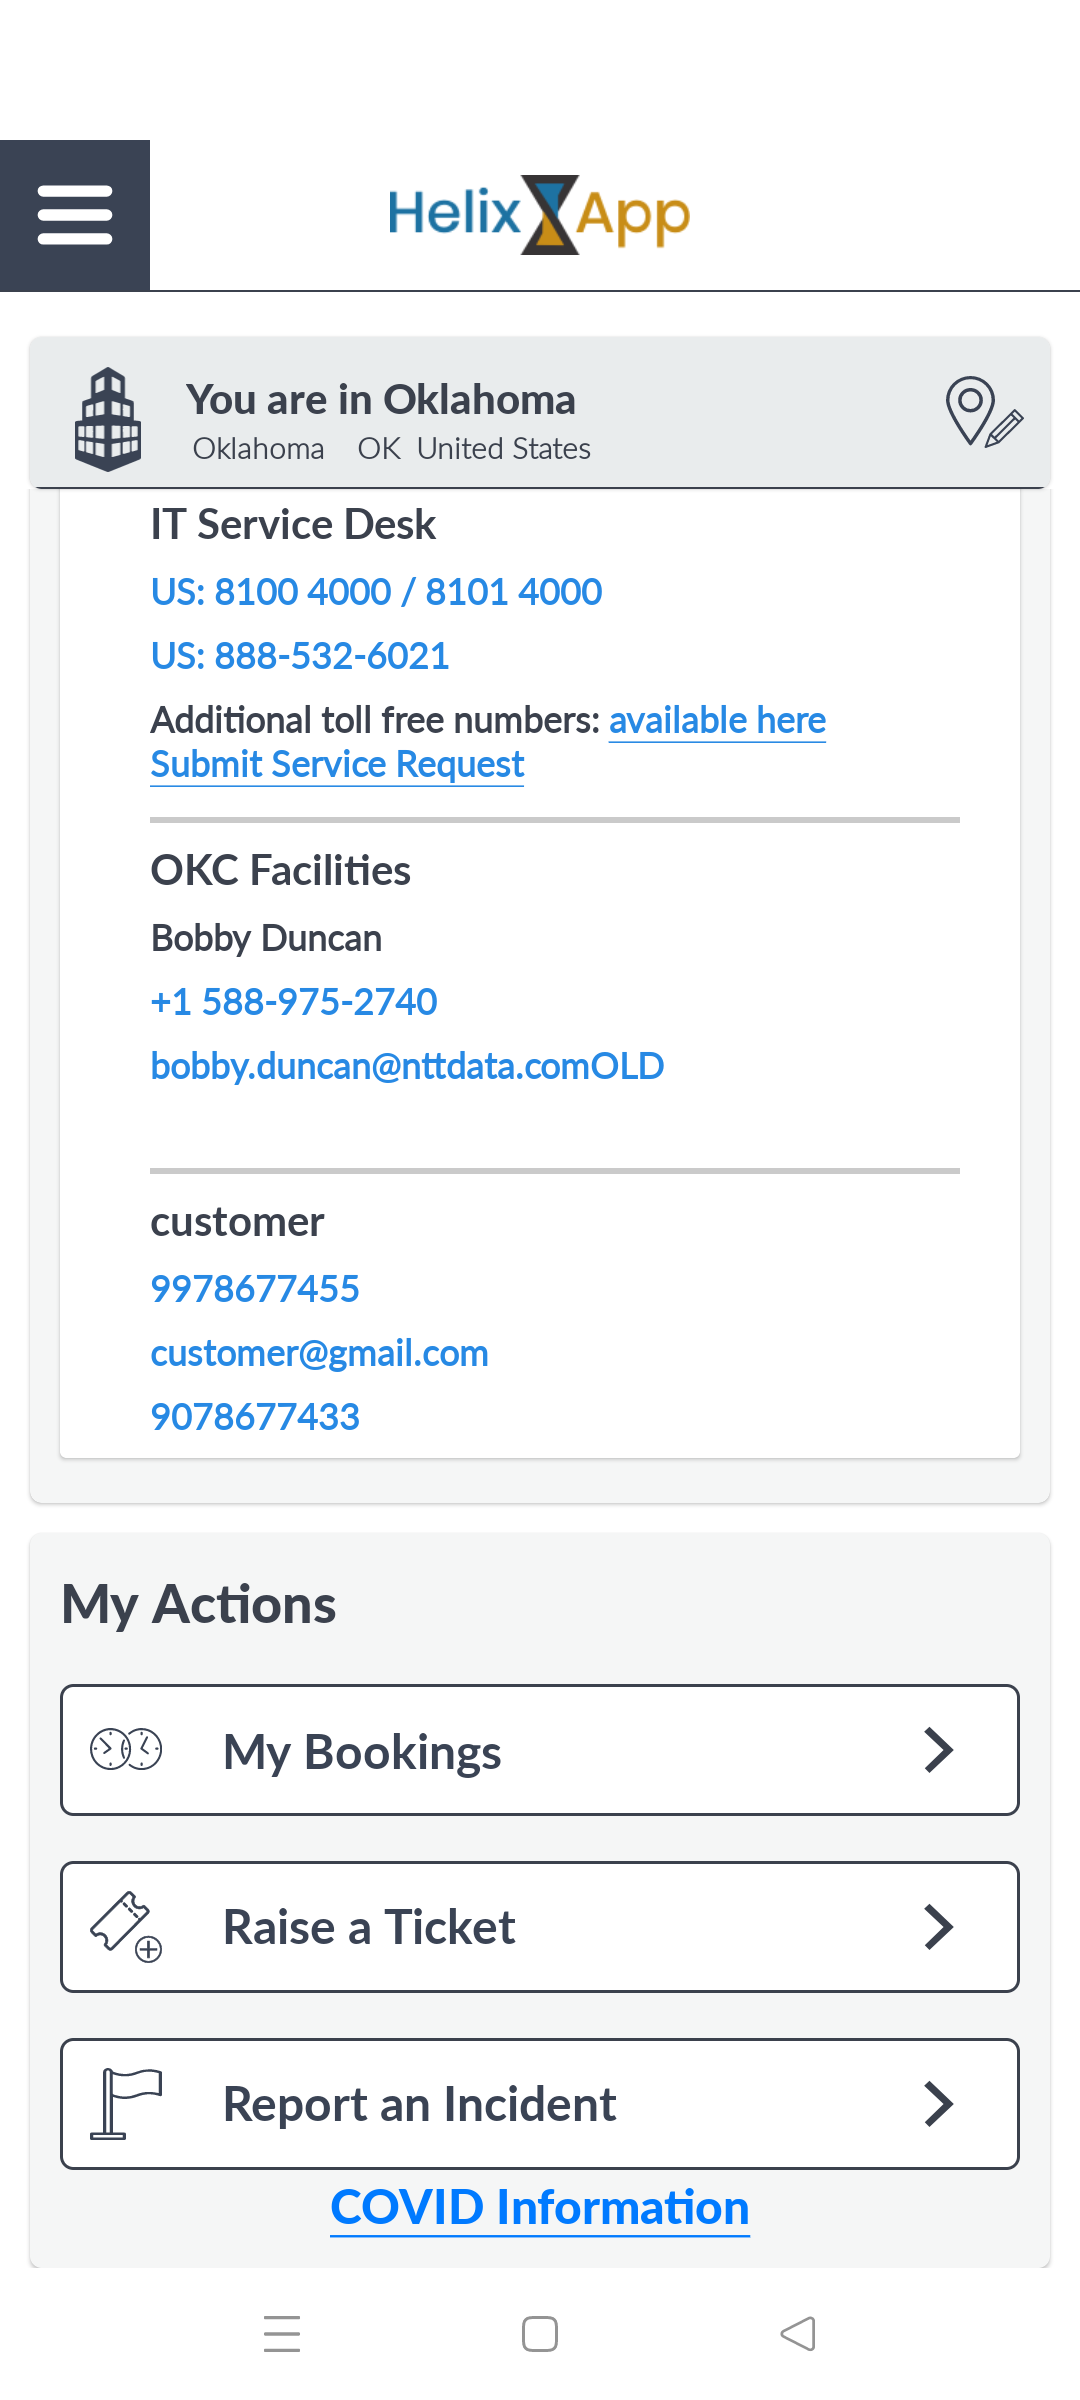 Helix App
You are in Oklahoma
Oklahoma OK United States
IT Service Desk
US: 8100 4000 / 8101 4000
US: 888-532-6021
Additional toll free numbers: available here
Submit Service Request
OKC Facilities
Bobby Duncan
+1 588-975-2740
bobby.duncan@nttdata.comOLD
customer
9978677455
customer@gmail.com
9078677433
My Actions
My Bookings
Raise a Ticket
Report an Incident
COVID Information